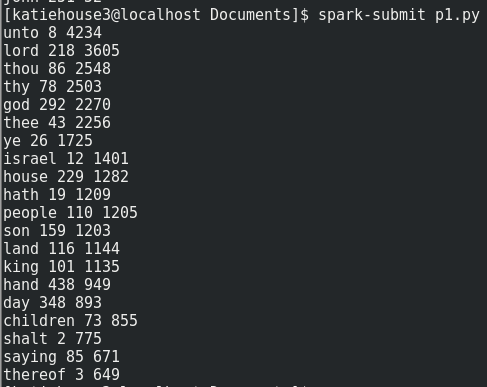 john 251 52
[katiehouse3@localhost Documents]$ spark-submit p1.py
unto 8 4234
lord 218 3605
thou 86 2548
thy 78 2503
god 292 2270
thee 43 2256
ye 26 1725
israel 12 1401
house 229 1282
hath 19 1209
people 110 1205
son 159 1203
land 116 1144
king 101 1135
hand 438 949
day 348 893
children 73 855
shalt 2 775
saying 85 671
thereof 3 649